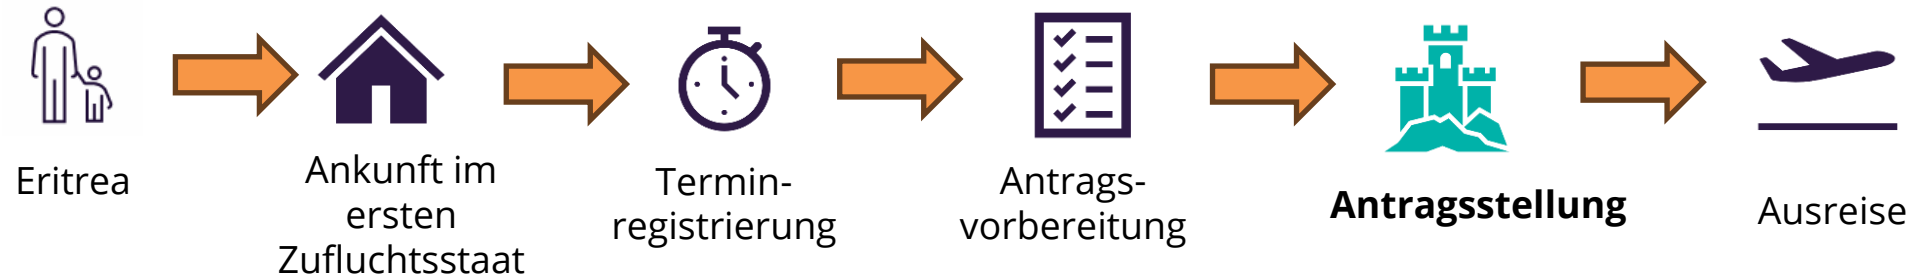 Eritrea
Ankunft im
ersten
Zufluchtsstaat
Termin-
registrierung
Antrags-
vorbereitung
Antragsstellung
Ausreise